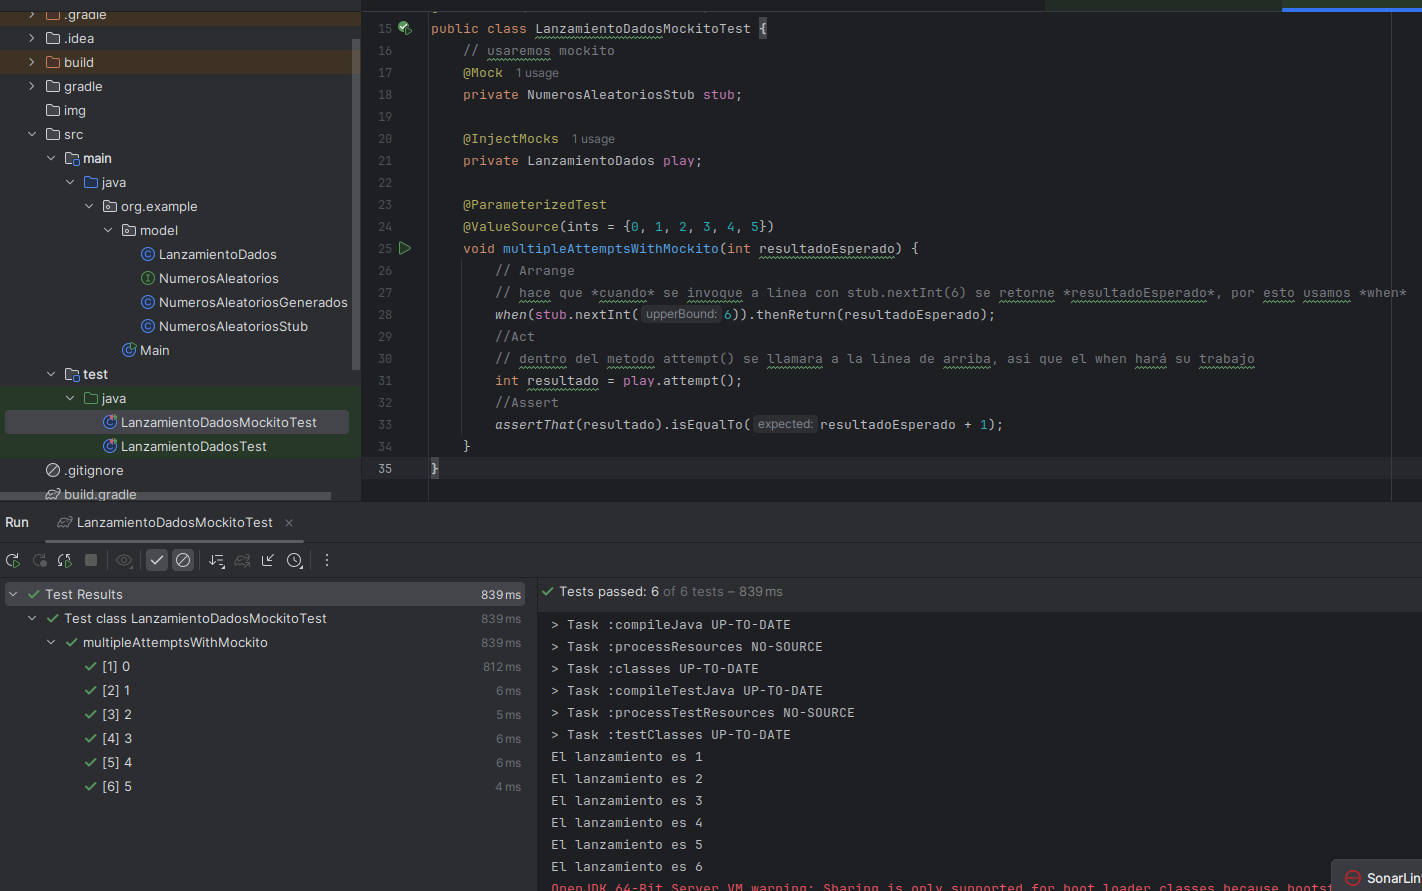 .gradle
.idea
build
gradle
img
src
main
java
org.example
model
LanzamientoDados
NumerosAleatorios
NumerosAleatoriosGenerados
NumerosAleatoriosStub
Main
test
java
LanzamientoDadosMockitoTest
LanzamientoDadosTest
.gitignore
build.gradle
15 public class LanzamientoDadosMockitoTest {
16 // usaremos mockito
17 @Mock 1 usage
18 private NumerosAleatoriosStub stub;
19
20 @InjectMocks 1 usage
21 private LanzamientoDados play;
22
23 @ParameterizedTest
24 @ValueSource(ints = {0, 1, 2, 3, 4, 5})
25 void multipleAttemptsWithMockito(int resultadoEsperado) {
26 // Arrange
27 // hace que *cuando* se invoque a linea con stub.nextInt(6) se retorne *resultadoEsperado*, por esto usamos *when*
28 when(stub.nextInt( upperBound: 6)).thenReturn(resultadoEsperado);
29 //Act
30 // dentro del metodo attempt() se llamara a la linea de arriba, asi que el when hará su trabajo
31 int resultado = play.attempt();
32 //Assert
33 assertThat(resultado).isEqualTo( expected: resultadoEsperado + 1);
34 }
35 }
Run LanzamientoDadosMockitoTest
Test Results 839 ms
Test class LanzamientoDadosMockitoTest 839 ms
multipleAttemptsWithMockito 839 ms
[1] 0 812 ms
[2] 1 6 ms
[3] 2 5 ms
[4] 3 6 ms
[5] 4 6 ms
[6] 5 4 ms
Tests passed: 6 of 6 tests – 839 ms
> Task :compileJava UP-TO-DATE
> Task :processResources NO-SOURCE
> Task :classes UP-TO-DATE
> Task :compileTestJava UP-TO-DATE
> Task :processTestResources NO-SOURCE
> Task :testClasses UP-TO-DATE
El lanzamiento es 1
El lanzamiento es 2
El lanzamiento es 3
El lanzamiento es 4
El lanzamiento es 5
El lanzamiento es 6
OpenJDK 64-Bit Server VM warning: Sharing is only supported for boot loader classes because bootst
SonarLin